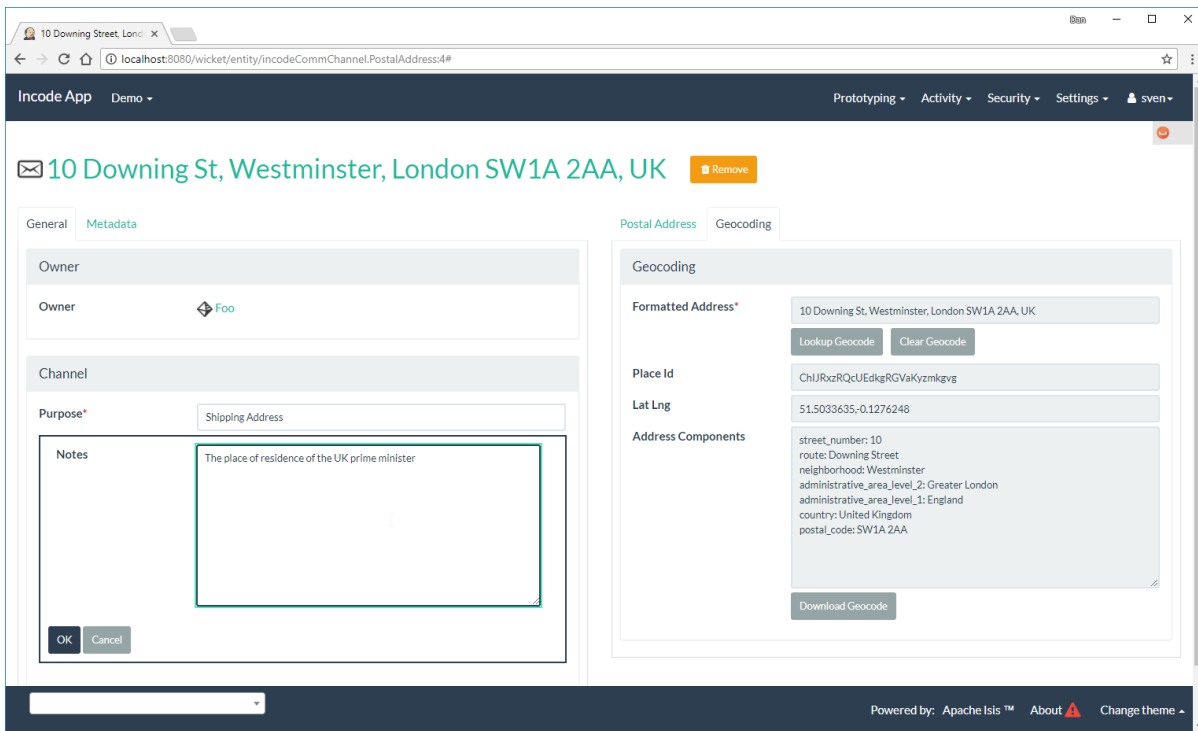 10 Downing Street, Lond
Dan
localhost:8080/wicket/entity/incodeCommChannel.PostalAddress:4#
Incode App Demo Prototyping Activity Security Settings sven
10 Downing St, Westminster, London SW1A 2AA, UK Remove
General Metadata
Postal Address Geocoding
Owner
Owner Foo
Channel
Purpose* Shipping Address
Notes The place of residence of the UK prime minister
OK Cancel
Geocoding
Formatted Address* 10 Downing St, Westminster, London SW1A 2AA, UK
Lookup Geocode Clear Geocode
Place Id ChIJRxzRQcUEdkgRGVaKyzmkgvg
Lat Lng 51.5033635,-0.1276248
Address Components street_number: 10
route: Downing Street
neighborhood: Westminster
administrative_area_level_2: Greater London
administrative_area_level_1: England
country: United Kingdom
postal_code: SW1A 2AA
Download Geocode
Powered by: Apache Isis ™ About Change theme